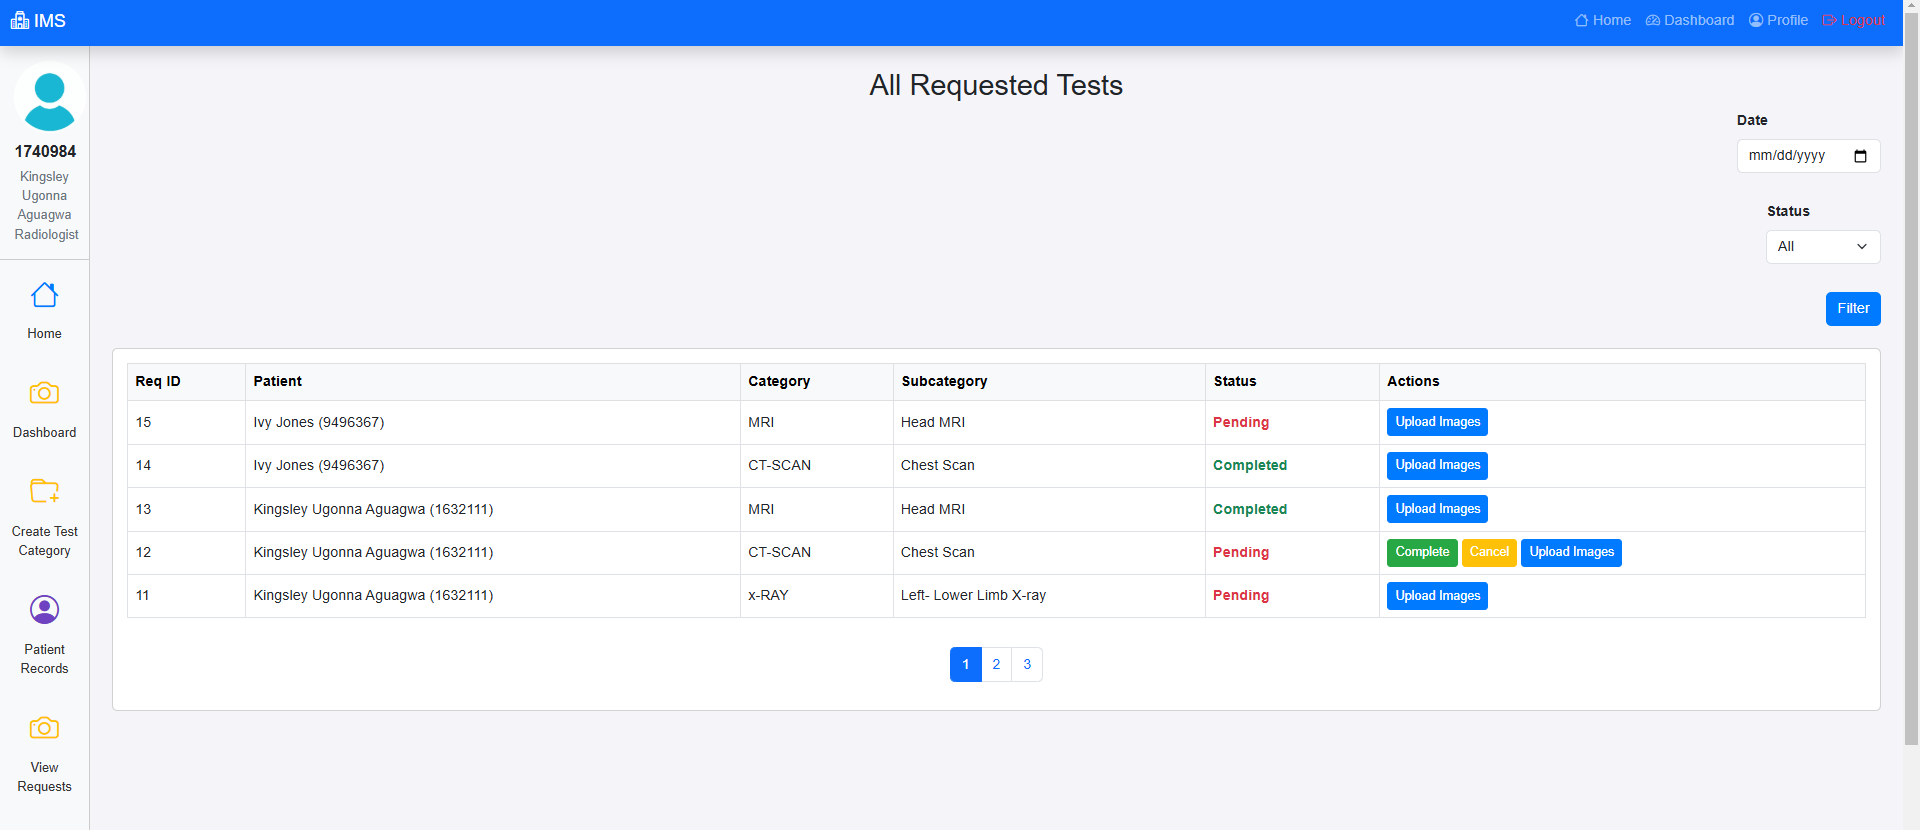 IMS
Home Dashboard Profile Logout
1740984
Kingsley
Ugonna
Aguagwa
Radiologist
Home
Dashboard
Create Test
Category
Patient
Records
View
Requests
All Requested Tests
Date
mm/dd/yyyy
Status
All
Filter
Req ID Patient Category Subcategory Status Actions
15 Ivy Jones (9496367) MRI Head MRI Pending Upload Images
14 Ivy Jones (9496367) CT-SCAN Chest Scan Completed Upload Images
13 Kingsley Ugonna Aguagwa (1632111) MRI Head MRI Completed Upload Images
12 Kingsley Ugonna Aguagwa (1632111) CT-SCAN Chest Scan Pending Complete Cancel Upload Images
11 Kingsley Ugonna Aguagwa (1632111) x-RAY Left- Lower Limb X-ray Pending Upload Images
1 2 3